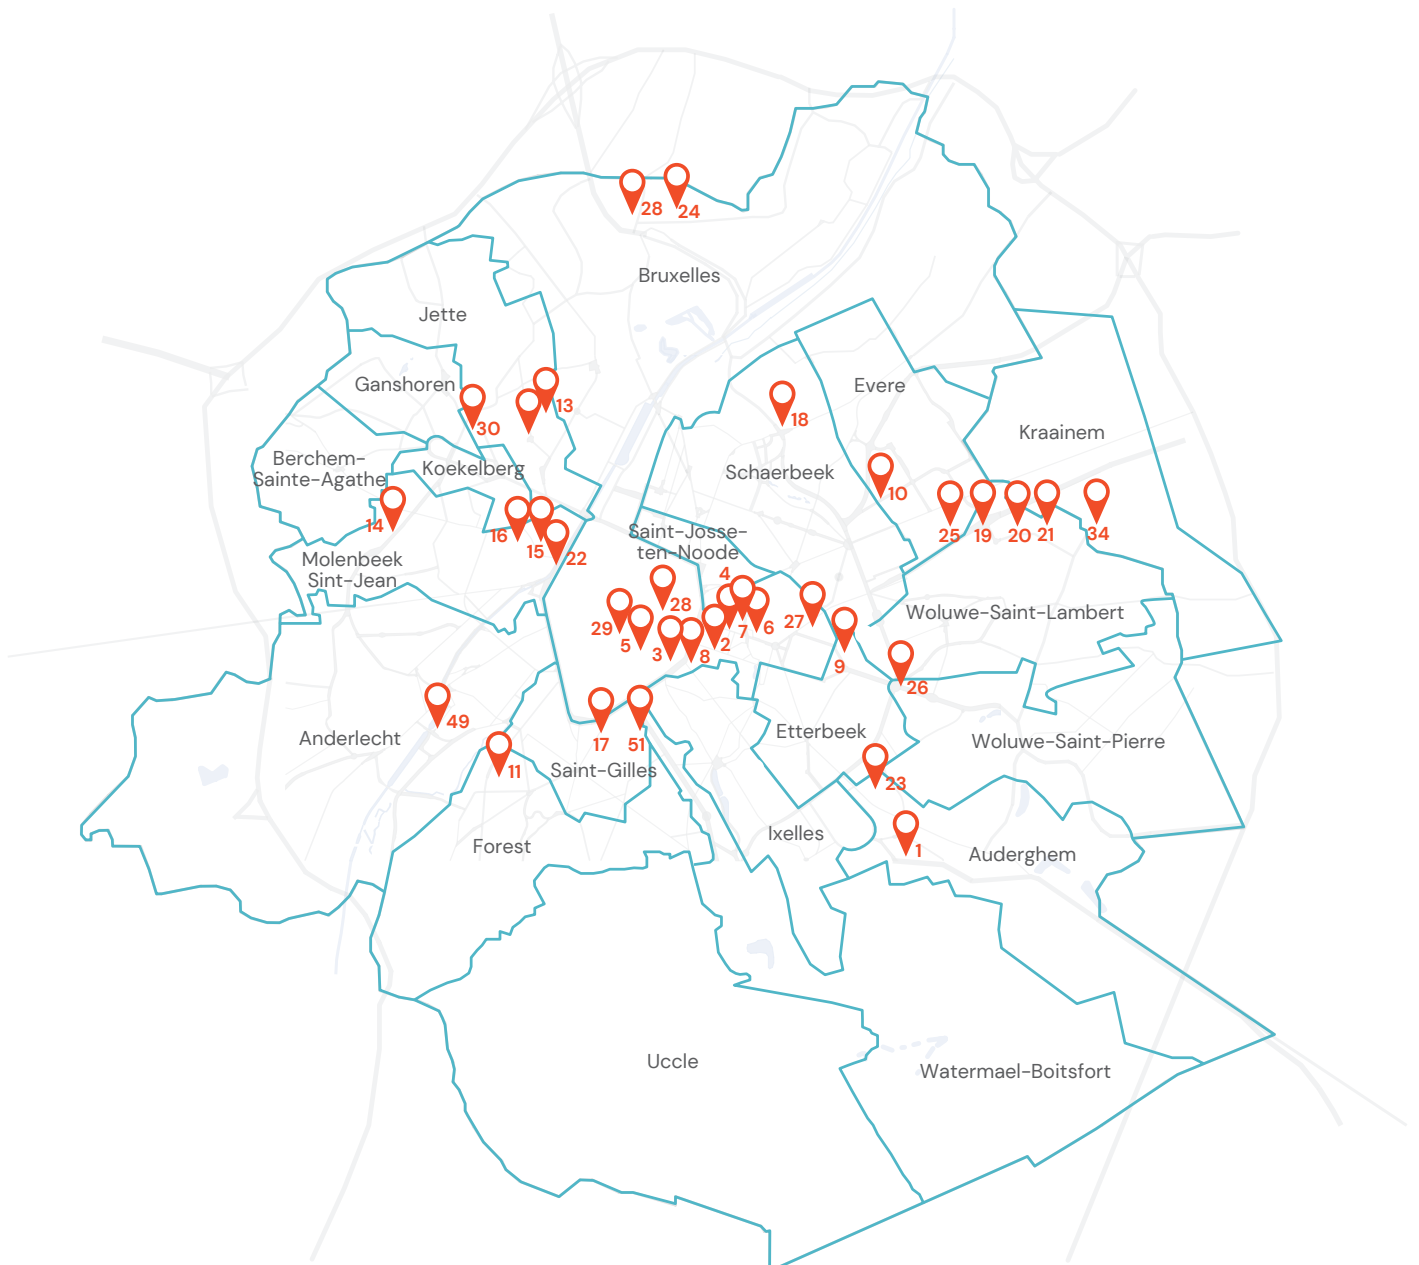 28
24
Bruxelles
Jette
Ganshoren
30
13
18
Evere
Kraainem
Berchem-
Sainte-Agathe
Koekelberg
Schaerbeek
10
14
16
15
22
25
19
20
21
34
Molenbeek
Sint-Jean
Saint-Josse-
ten-Noode
4
28
29
5
3
8
2
7
6
27
9
Woluwe-Saint-Lambert
26
49
Anderlecht
11
17
51
Saint-Gilles
Etterbeek
Woluwe-Saint-Pierre
23
Forest
Ixelles
1
Auderghem
Uccle
Watermael-Boitsfort